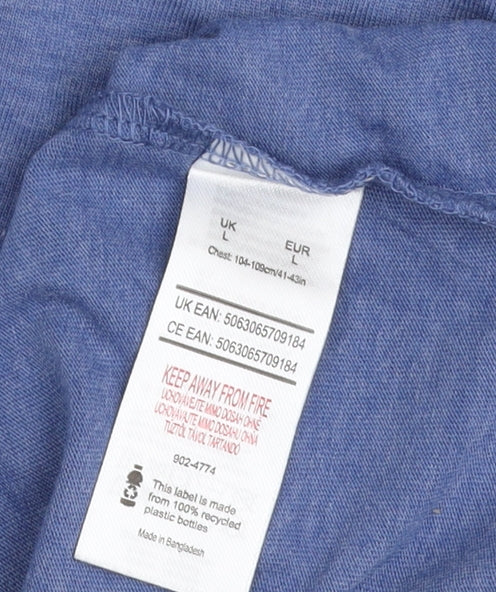 UK EUR
L L
Chest: 104-109cm/41-43in
UK EAN: 5063065709184
CE EAN: 5063065709184
KEEP AWAY FROM FIRE
UCHOVÁVEJTE MIMO DOSAH OHNĚ
UCHOVÁVAJTE MIMO DOSAHU OHŇA
TŰZTŐL TÁVOL TARTANDÓ
902-4774
This label is made
from 100% recycled
plastic bottles
Made in Bangladesh